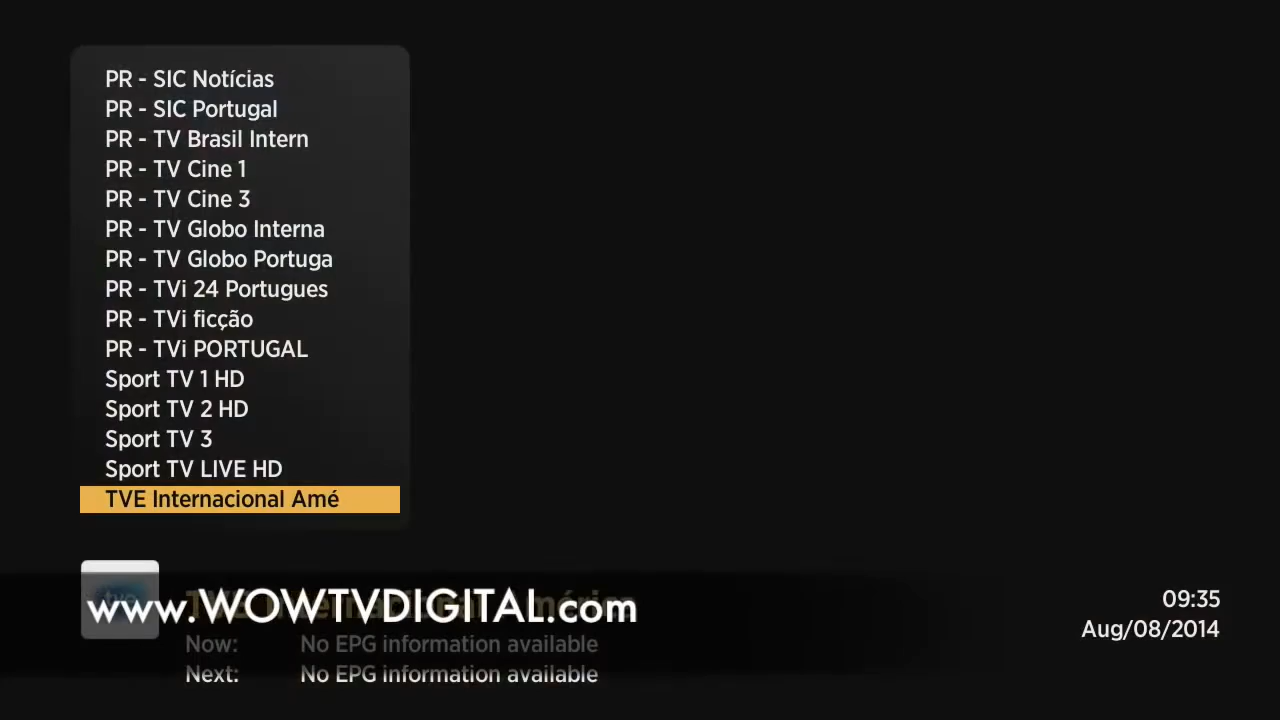 PR - SIC Notícias
PR - SIC Portugal
PR - TV Brasil Intern
PR - TV Cine 1
PR - TV Cine 3
PR - TV Globo Interna
PR - TV Globo Portuga
PR - TVi 24 Portugues
PR - TVi ficção
PR - TVi PORTUGAL
Sport TV 1 HD
Sport TV 2 HD
Sport TV 3
Sport TV LIVE HD
TVE Internacional Amé
TVE Internacional América
www.WOWTVDIGITAL.com
Now: No EPG information available
Next: No EPG information available
09:35
Aug/08/2014